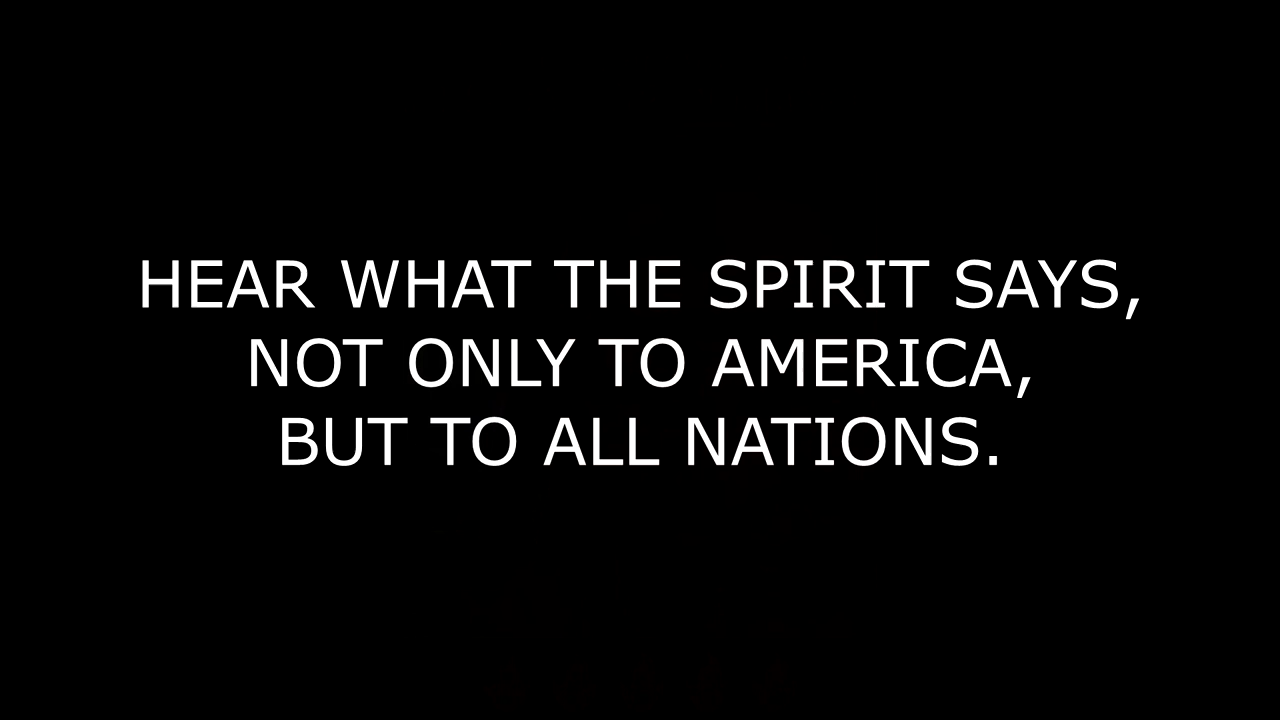 HEAR WHAT THE SPIRIT SAYS,
NOT ONLY TO AMERICA,
BUT TO ALL NATIONS.